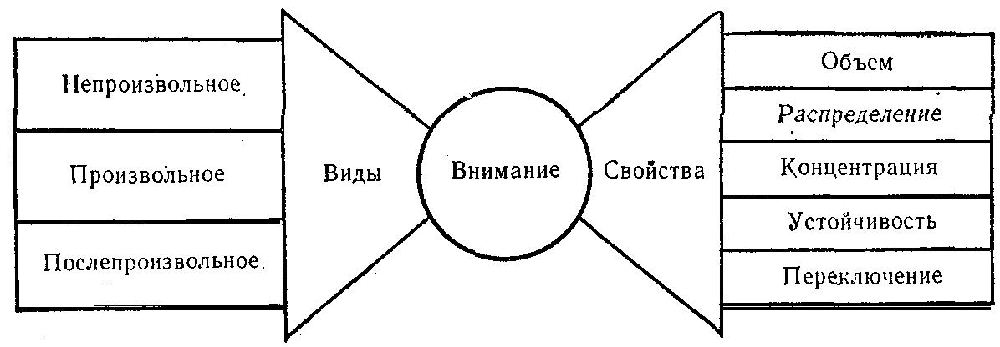 Непроизвольное
Произвольное
Послепроизвольное
Виды
Внимание
Свойства
Объем
Распределение
Концентрация
Устойчивость
Переключение